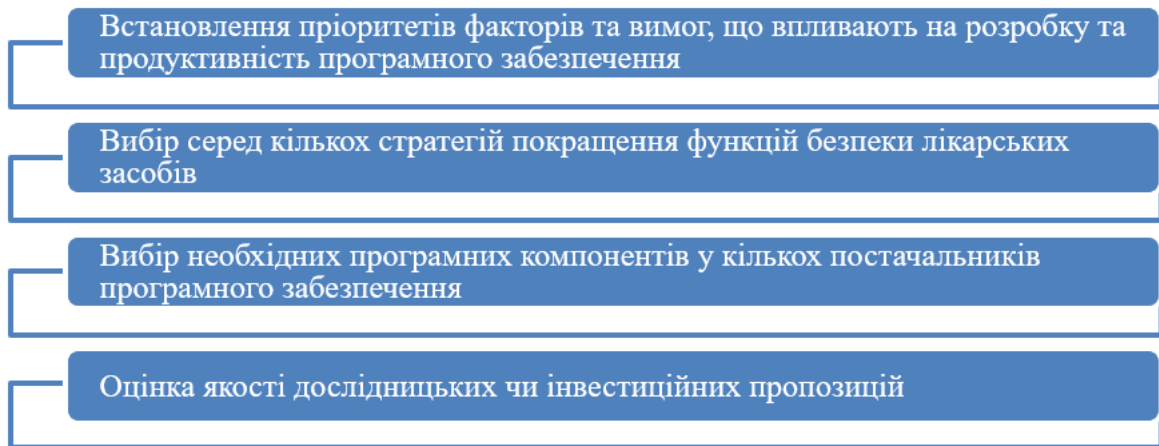 Встановлення пріоритетів факторів та вимог, що впливають на розробку та
продуктивність програмного забезпечення
Вибір серед кількох стратегій покращення функцій безпеки лікарських
засобів
Вибір необхідних програмних компонентів у кількох постачальників
програмного забезпечення
Оцінка якості дослідницьких чи інвестиційних пропозицій